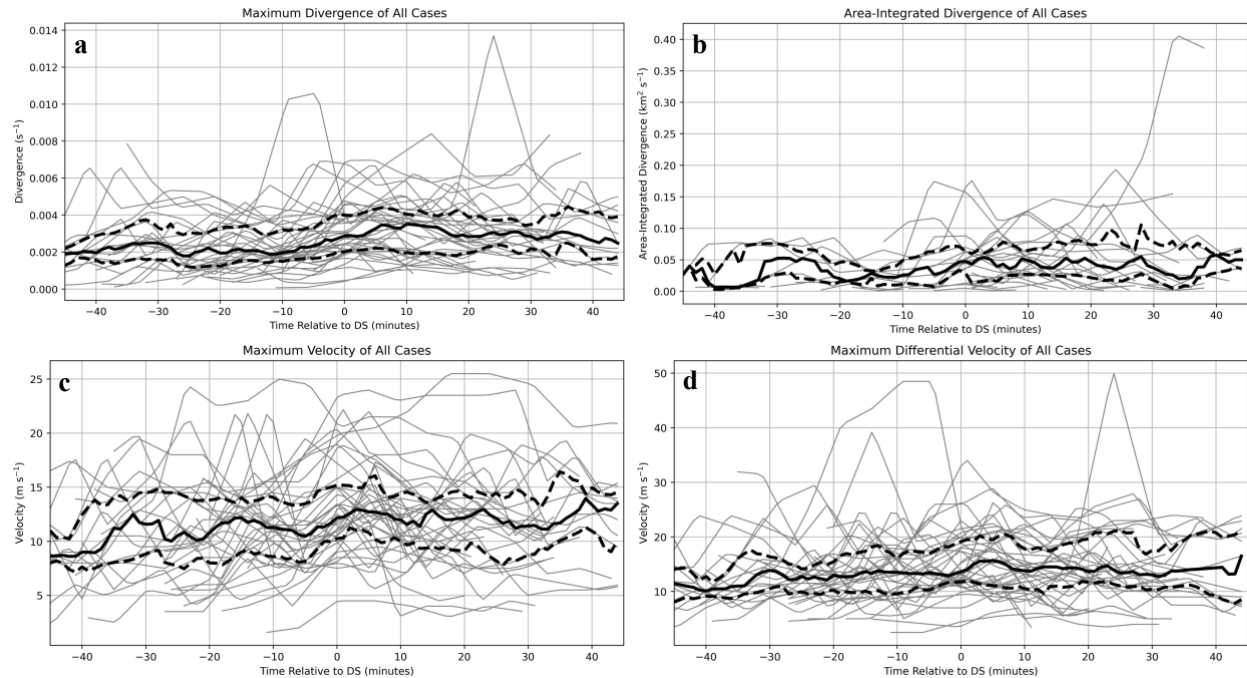 Maximum Divergence of All Cases
a
0.014
0.012
0.010
0.008
0.006
0.004
0.002
0.000
Divergence (s⁻¹)
−40 −30 −20 −10 0 10 20 30 40
Time Relative to DS (minutes)
Area-Integrated Divergence of All Cases
b
0.40
0.35
0.30
0.25
0.20
0.15
0.10
0.05
0.00
Area-Integrated Divergence (km² s⁻¹)
−40 −30 −20 −10 0 10 20 30 40
Time Relative to DS (minutes)
Maximum Velocity of All Cases
c
25
20
15
10
5
Velocity (m s⁻¹)
−40 −30 −20 −10 0 10 20 30 40
Time Relative to DS (minutes)
Maximum Differential Velocity of All Cases
d
50
40
30
20
10
0
Velocity (m s⁻¹)
−40 −30 −20 −10 0 10 20 30 40
Time Relative to DS (minutes)